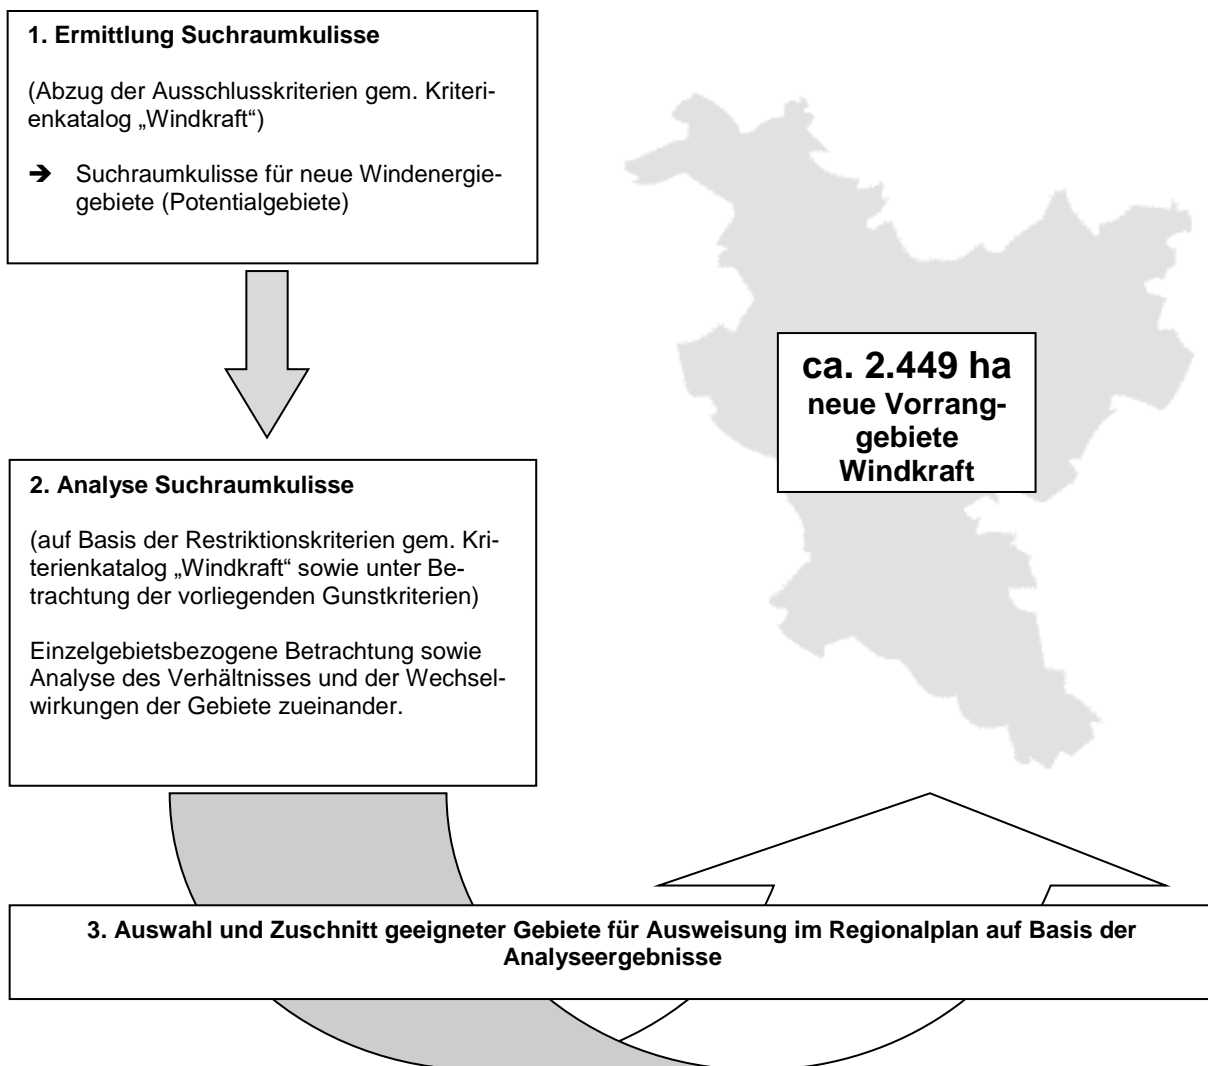 1. Ermittlung Suchraumkulisse
(Abzug der Ausschlusskriterien gem. Kriteri-
enkatalog „Windkraft“)
➔ Suchraumkulisse für neue Windenergie-
gebiete (Potentialgebiete)
2. Analyse Suchraumkulisse
(auf Basis der Restriktionskriterien gem. Kri-
terienkatalog „Windkraft“ sowie unter Be-
trachtung der vorliegenden Gunstkriterien)
Einzelgebietsbezogene Betrachtung sowie
Analyse des Verhältnisses und der Wechsel-
wirkungen der Gebiete zueinander.
ca. 2.449 ha
neue Vorrang-
gebiete
Windkraft
3. Auswahl und Zuschnitt geeigneter Gebiete für Ausweisung im Regionalplan auf Basis der
Analyseergebnisse